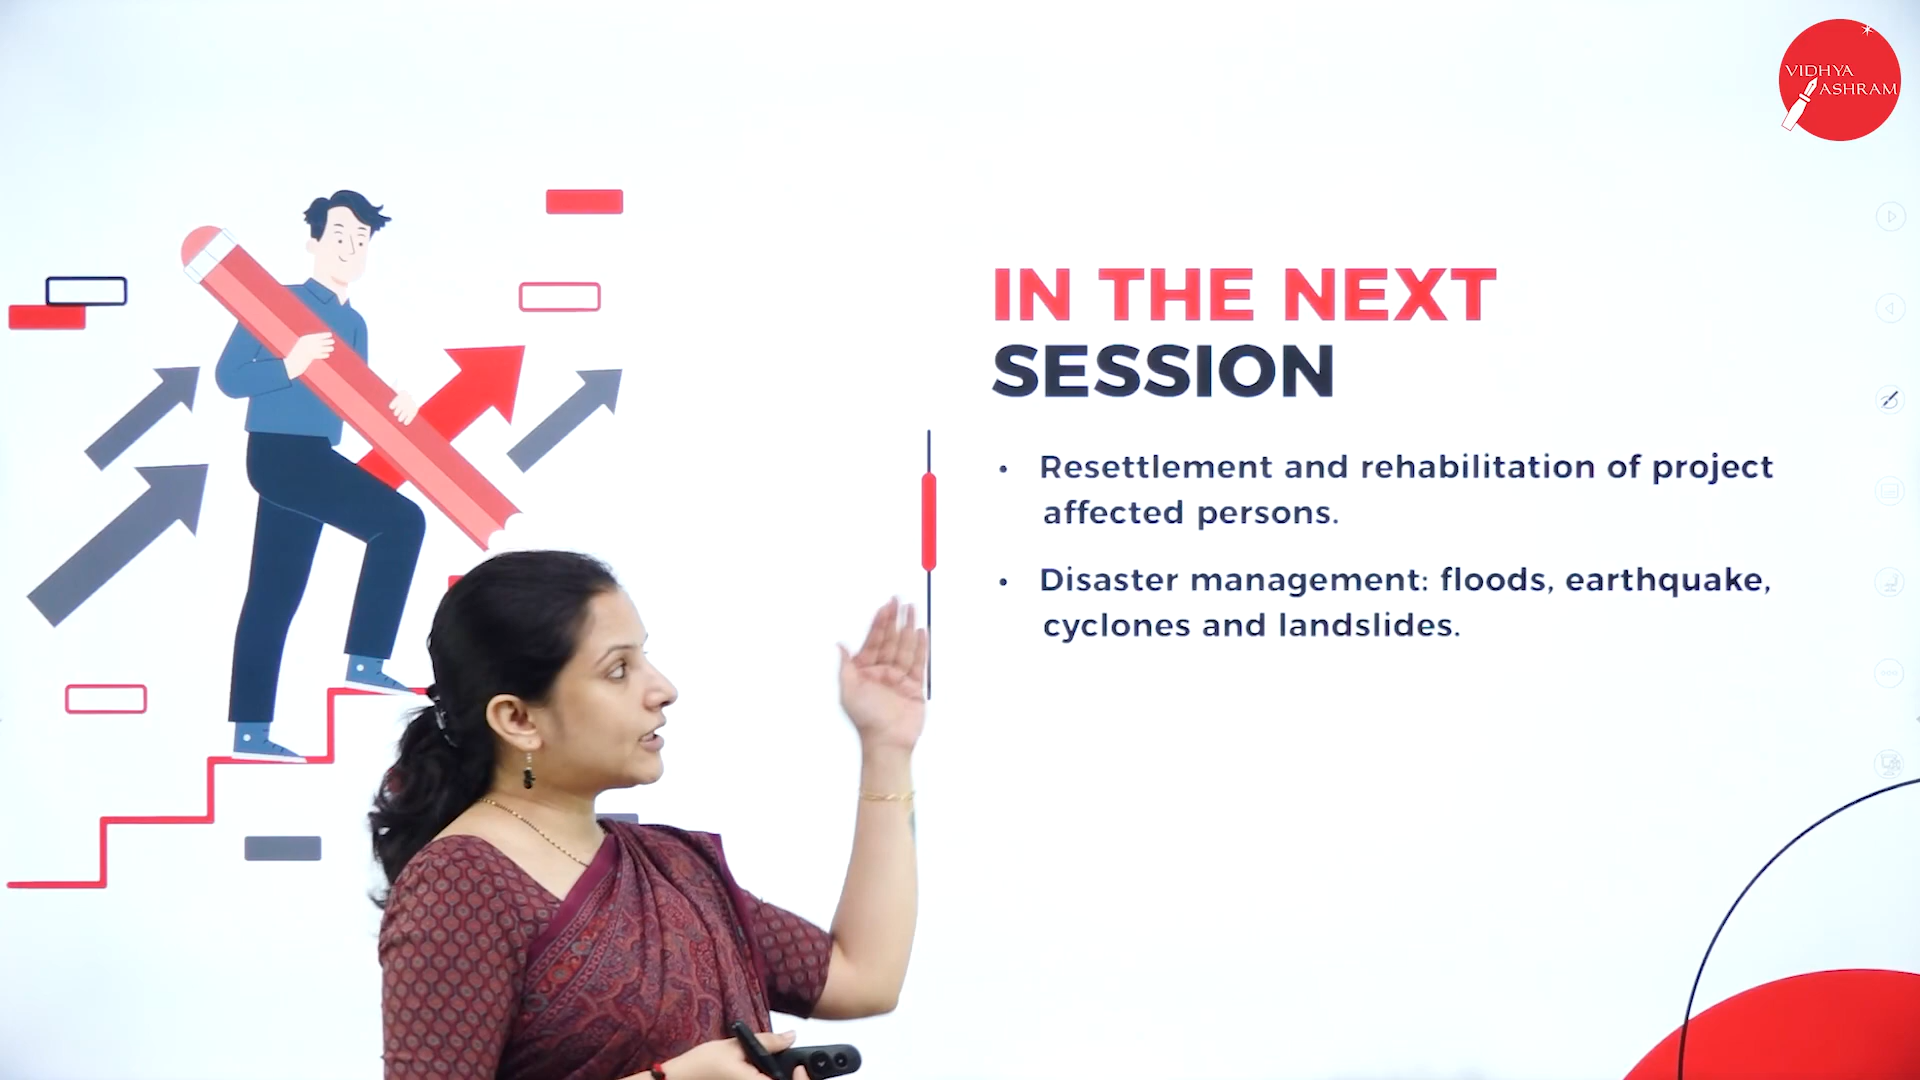 VIDHYA
ASHRAM
IN THE NEXT
SESSION
• Resettlement and rehabilitation of project
affected persons.
• Disaster management: floods, earthquake,
cyclones and landslides.